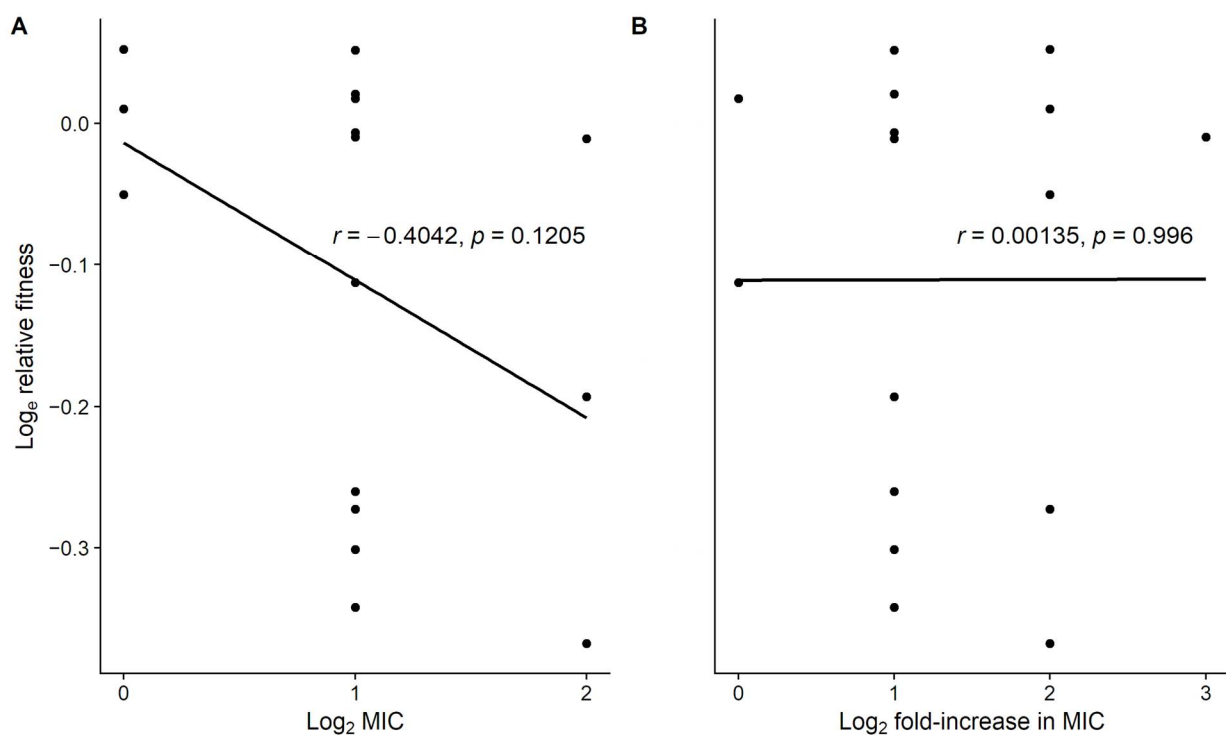 A
B
0.0
−0.1
−0.2
−0.3
Logₑ relative fitness
r = −0.4042, p = 0.1205
r = 0.00135, p = 0.996
0 1 2
0 1 2 3
Log₂ MIC
Log₂ fold-increase in MIC